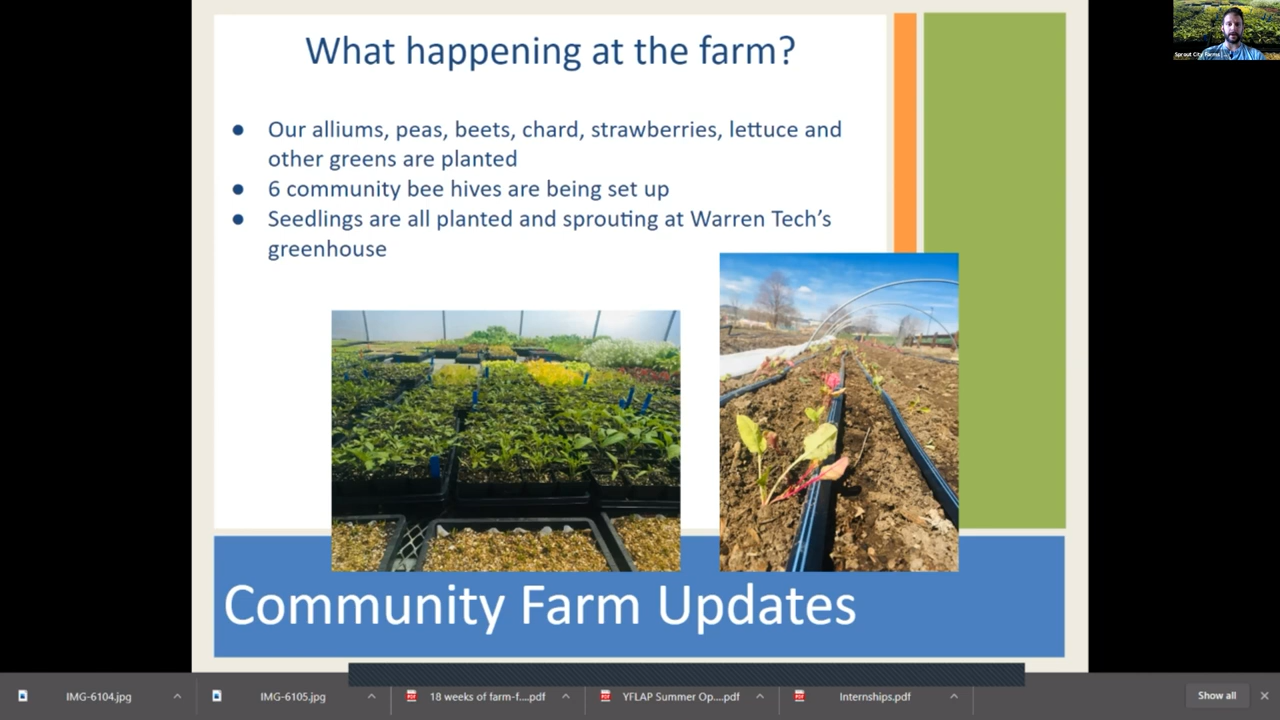 What happening at the farm?
● Our alliums, peas, beets, chard, strawberries, lettuce and
other greens are planted
● 6 community bee hives are being set up
● Seedlings are all planted and sprouting at Warren Tech's
greenhouse
Community Farm Updates
Sprout City Farms
IMG-6104.jpg
IMG-6105.jpg
18 weeks of farm-f....pdf
YFLAP Summer Op....pdf
Internships.pdf
Show all